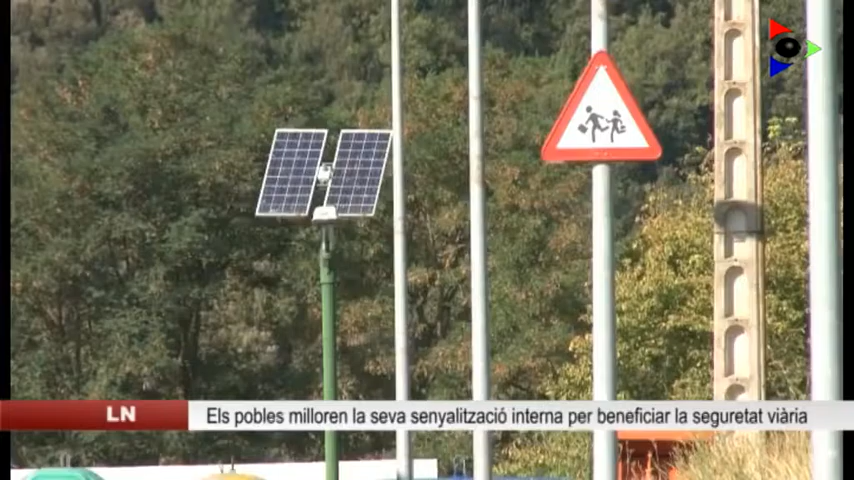 LN
Els pobles milloren la seva senyalització interna per beneficiar la seguretat viària